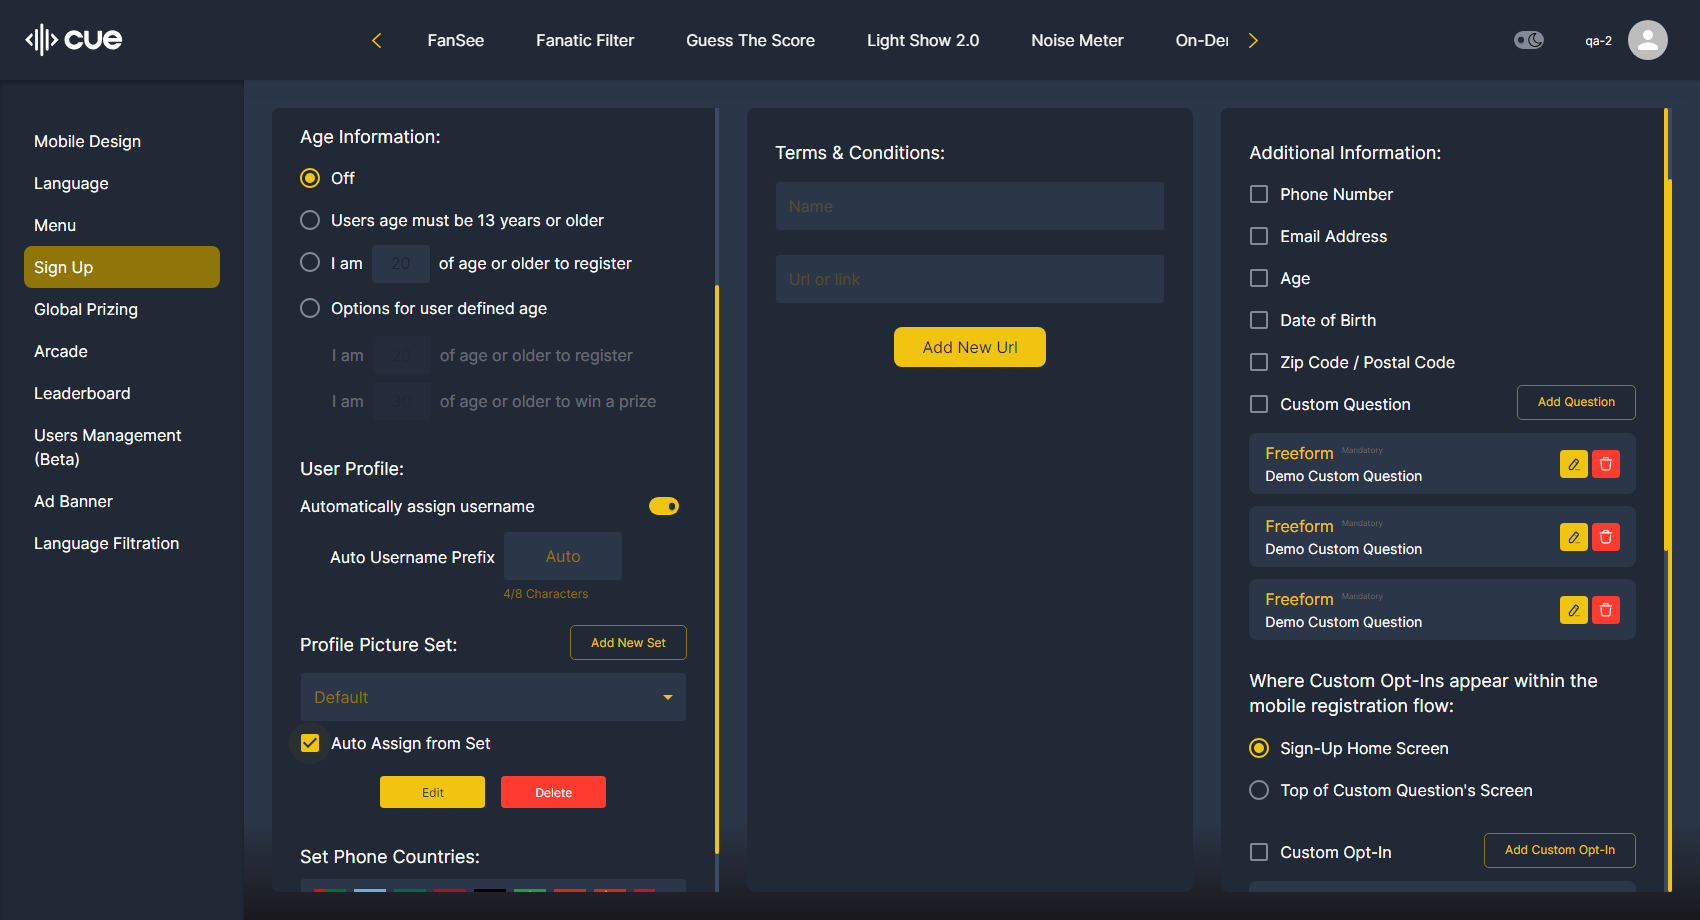 cue
FanSee
Fanatic Filter
Guess The Score
Light Show 2.0
Noise Meter
On-De
qa-2
Mobile Design
Language
Menu
Sign Up
Global Prizing
Arcade
Leaderboard
Users Management
(Beta)
Ad Banner
Language Filtration
Age Information:
Off
Users age must be 13 years or older
I am 20 of age or older to register
Options for user defined age
I am 20 of age or older to register
I am of age or older to win a prize
User Profile:
Automatically assign username
Auto Username Prefix Auto
4/8 Characters
Profile Picture Set:
Add New Set
Default
Auto Assign from Set
Edit
Delete
Set Phone Countries:
Terms & Conditions:
Name
Url or link
Add New Url
Additional Information:
Phone Number
Email Address
Age
Date of Birth
Zip Code / Postal Code
Custom Question
Add Question
Freeform Mandatory
Demo Custom Question
Freeform Mandatory
Demo Custom Question
Freeform Mandatory
Demo Custom Question
Where Custom Opt-Ins appear within the
mobile registration flow:
Sign-Up Home Screen
Top of Custom Question's Screen
Custom Opt-In
Add Custom Opt-In